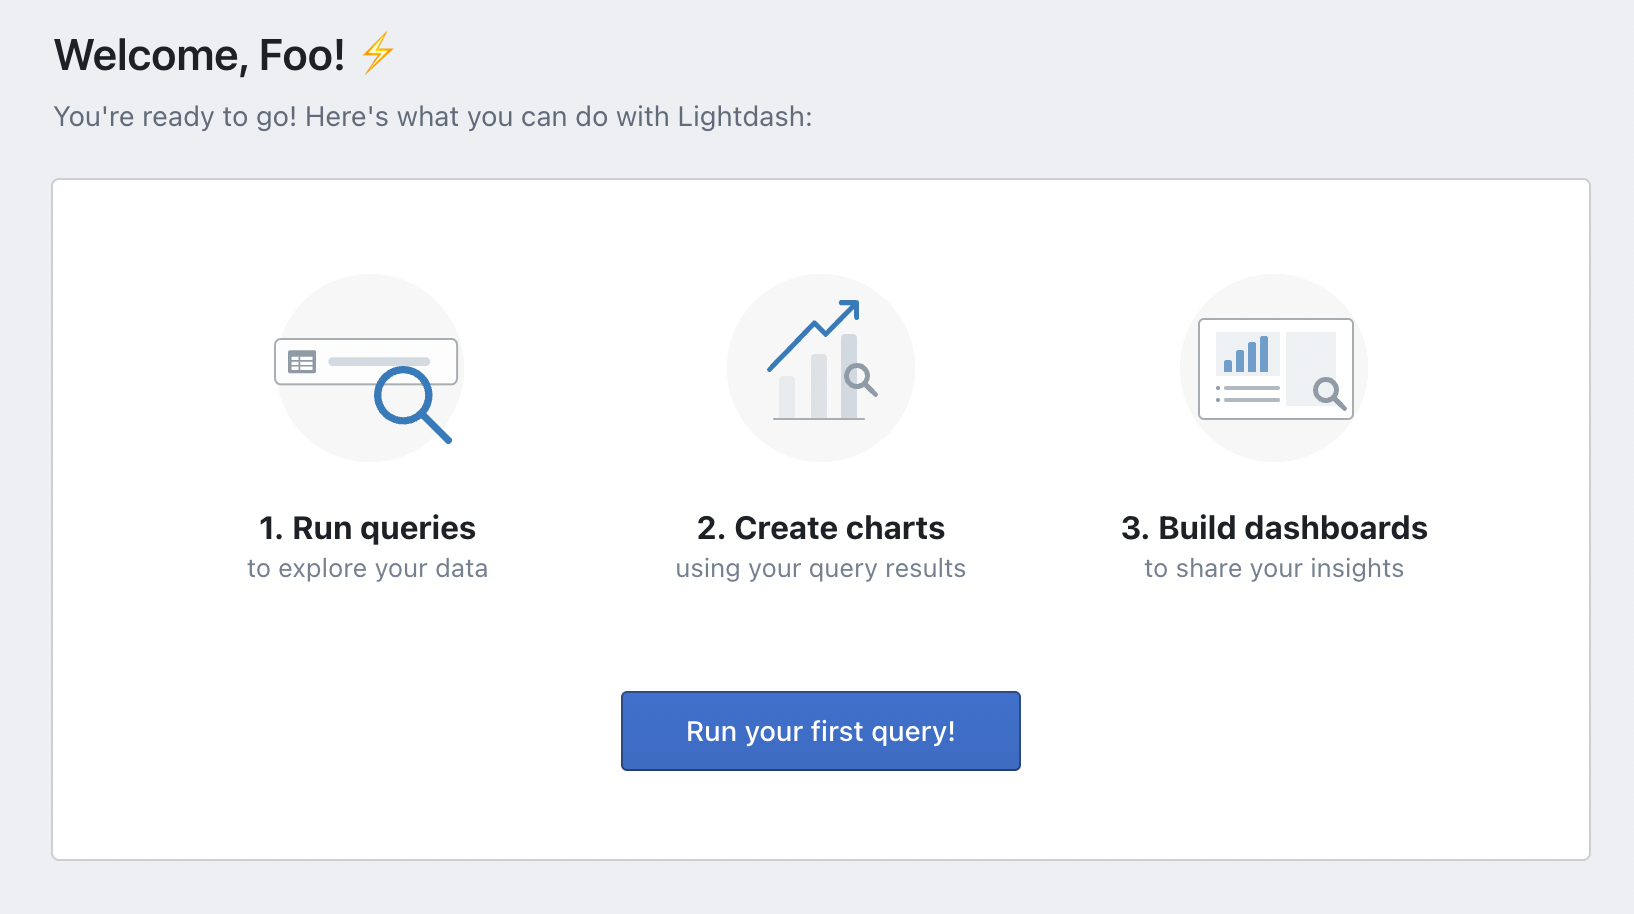 Welcome, Foo! ⚡
You're ready to go! Here's what you can do with Lightdash:
1. Run queries
to explore your data
2. Create charts
using your query results
3. Build dashboards
to share your insights
Run your first query!